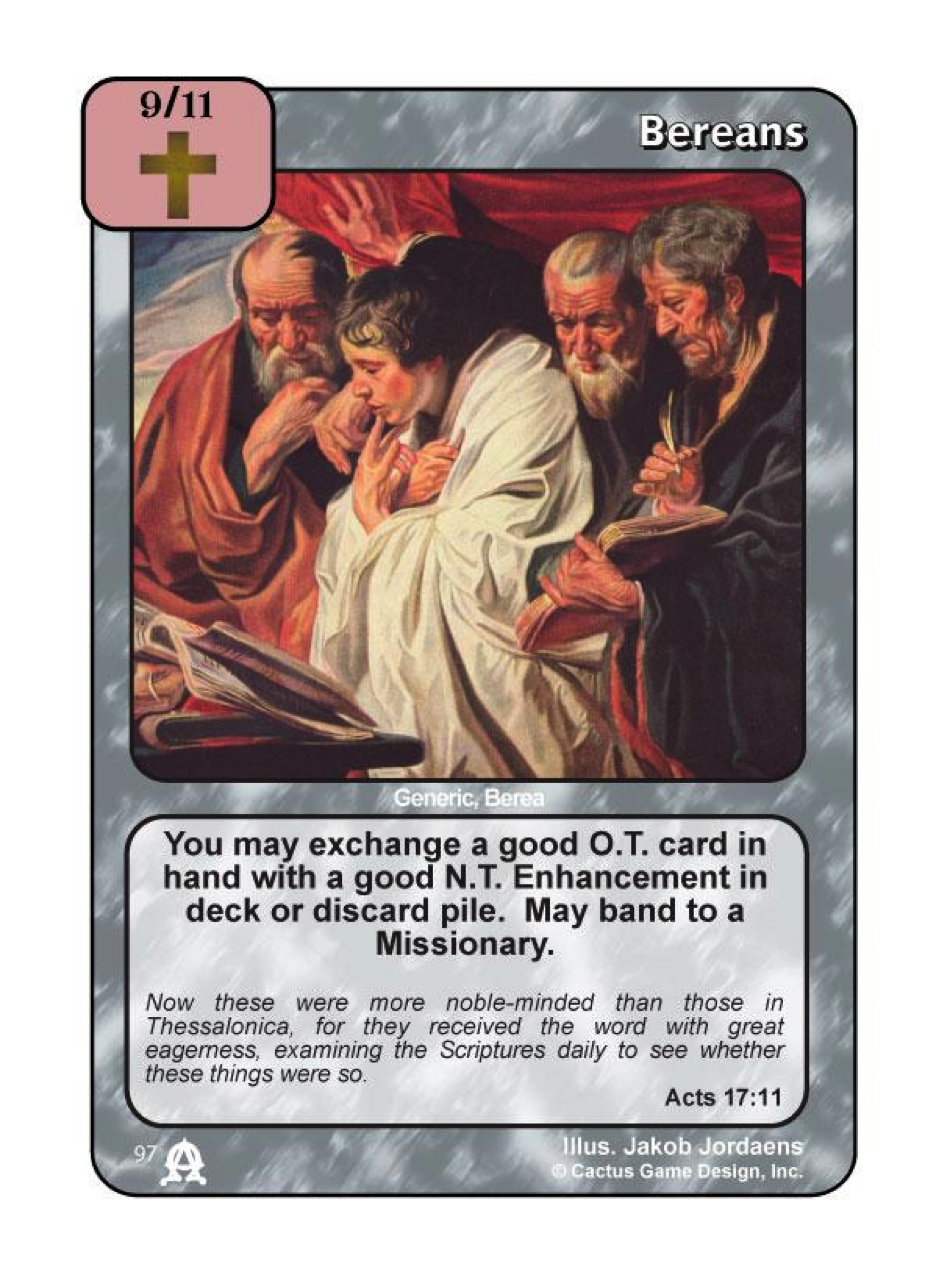 9/11
Bereans
Generic, Berea
You may exchange a good O.T. card in
hand with a good N.T. Enhancement in
deck or discard pile. May band to a
Missionary.
Now these were more noble-minded than those in
Thessalonica, for they received the word with great
eagerness, examining the Scriptures daily to see whether
these things were so.
Acts 17:11
97
Illus. Jakob Jordaens
© Cactus Game Design, Inc.